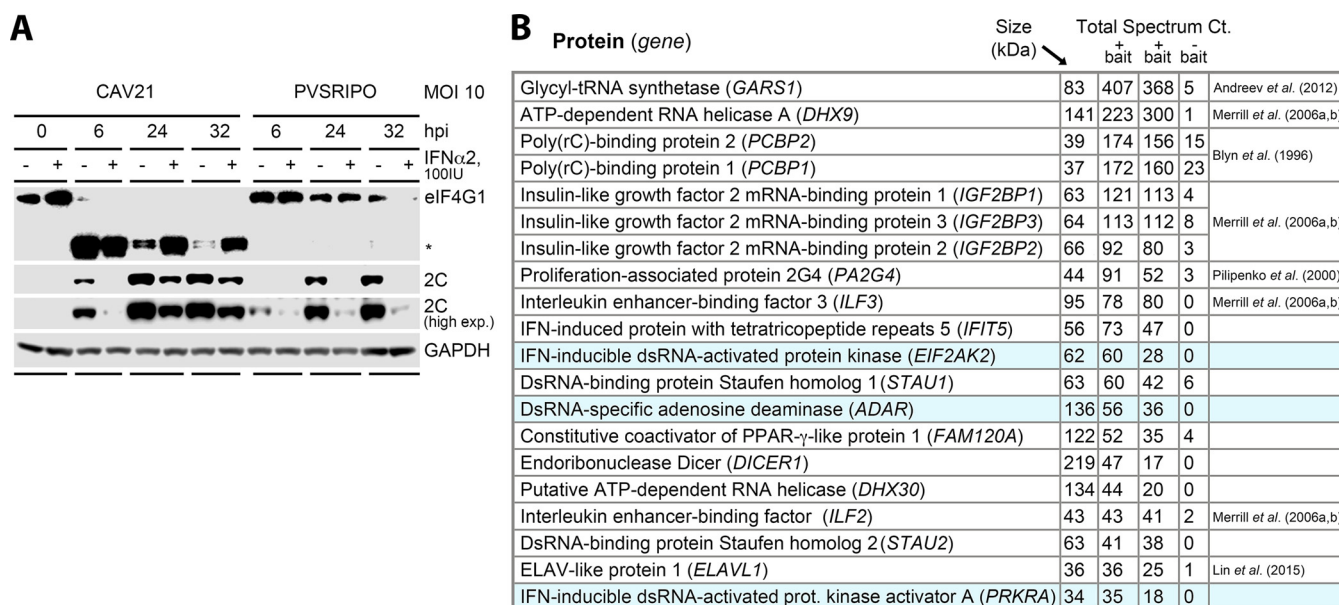 A
CAV21 PVSRIPO MOI 10
0 6 24 32 6 24 32 hpi
- + - + - + - + - + - + - + IFNα2,
100IU
eIF4G1
*
2C
2C
(high exp.)
GAPDH
B Protein (gene) Size (kDa) Total Spectrum Ct.
+ bait + bait - bait
Glycyl-tRNA synthetase (GARS1) 83 407 368 5 Andreev et al. (2012)
ATP-dependent RNA helicase A (DHX9) 141 223 300 1 Merrill et al. (2006a,b)
Poly(rC)-binding protein 2 (PCBP2) 39 174 156 15
Blyn et al. (1996)
Poly(rC)-binding protein 1 (PCBP1) 37 172 160 23
Insulin-like growth factor 2 mRNA-binding protein 1 (IGF2BP1) 63 121 113 4
Insulin-like growth factor 2 mRNA-binding protein 3 (IGF2BP3) 64 113 112 8 Merrill et al. (2006a,b)
Insulin-like growth factor 2 mRNA-binding protein 2 (IGF2BP2) 66 92 80 3
Proliferation-associated protein 2G4 (PA2G4) 44 91 52 3 Pilipenko et al. (2000)
Interleukin enhancer-binding factor 3 (ILF3) 95 78 80 0 Merrill et al. (2006a,b)
IFN-induced protein with tetratricopeptide repeats 5 (IFIT5) 56 73 47 0
IFN-inducible dsRNA-activated protein kinase (EIF2AK2) 62 60 28 0
DsRNA-binding protein Staufen homolog 1 (STAU1) 63 60 42 6
DsRNA-specific adenosine deaminase (ADAR) 136 56 36 0
Constitutive coactivator of PPAR-γ-like protein 1 (FAM120A) 122 52 35 4
Endoribonuclease Dicer (DICER1) 219 47 17 0
Putative ATP-dependent RNA helicase (DHX30) 134 44 20 0
Interleukin enhancer-binding factor (ILF2) 43 43 41 2 Merrill et al. (2006a,b)
DsRNA-binding protein Staufen homolog 2 (STAU2) 63 41 38 0
ELAV-like protein 1 (ELAVL1) 36 36 25 1 Lin et al. (2015)
IFN-inducible dsRNA-activated prot. kinase activator A (PRKRA) 34 35 18 0